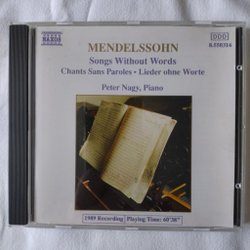 NAXOS
DDD
8.550316
MENDELSSOHN
Songs Without Words
Chants Sans Paroles • Lieder ohne Worte
Peter Nagy, Piano
1989 Recording
Playing Time: 60'38"